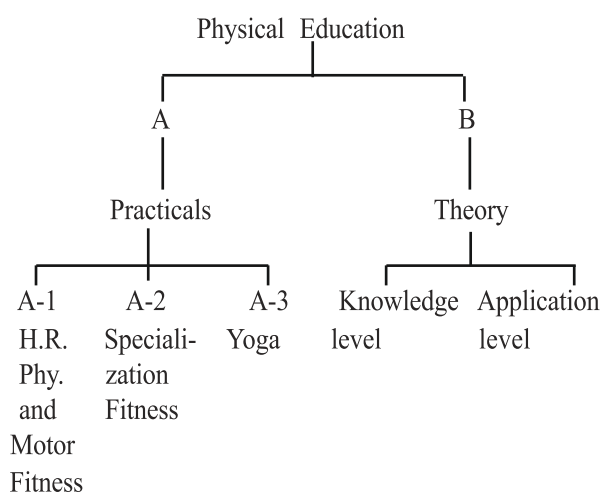 Physical Education
A B
Practicals Theory
A-1 A-2 A-3 Knowledge Application
H.R. Speciali- Yoga level level
Phy. zation
and Fitness
Motor
Fitness